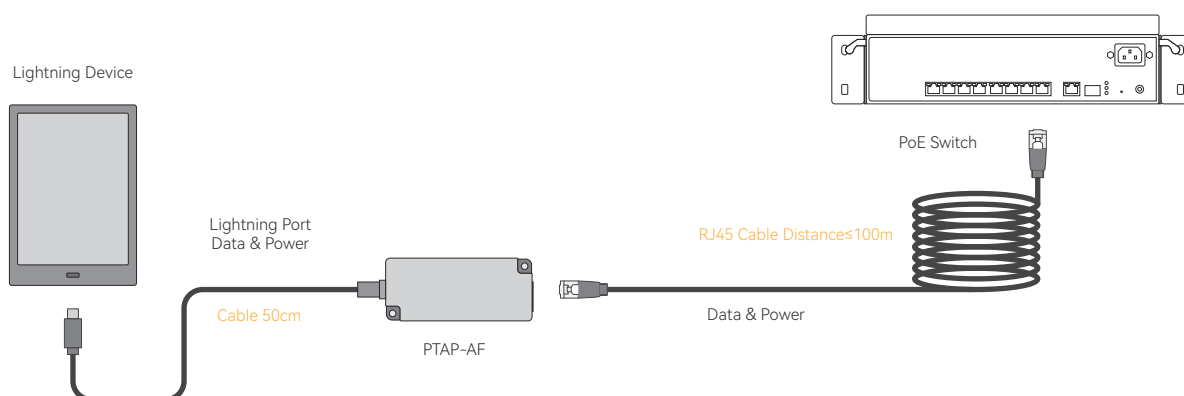 Lightning Device
PoE Switch
Lightning Port
Data & Power
RJ45 Cable Distance≤100m
Cable 50cm
Data & Power
PTAP-AF